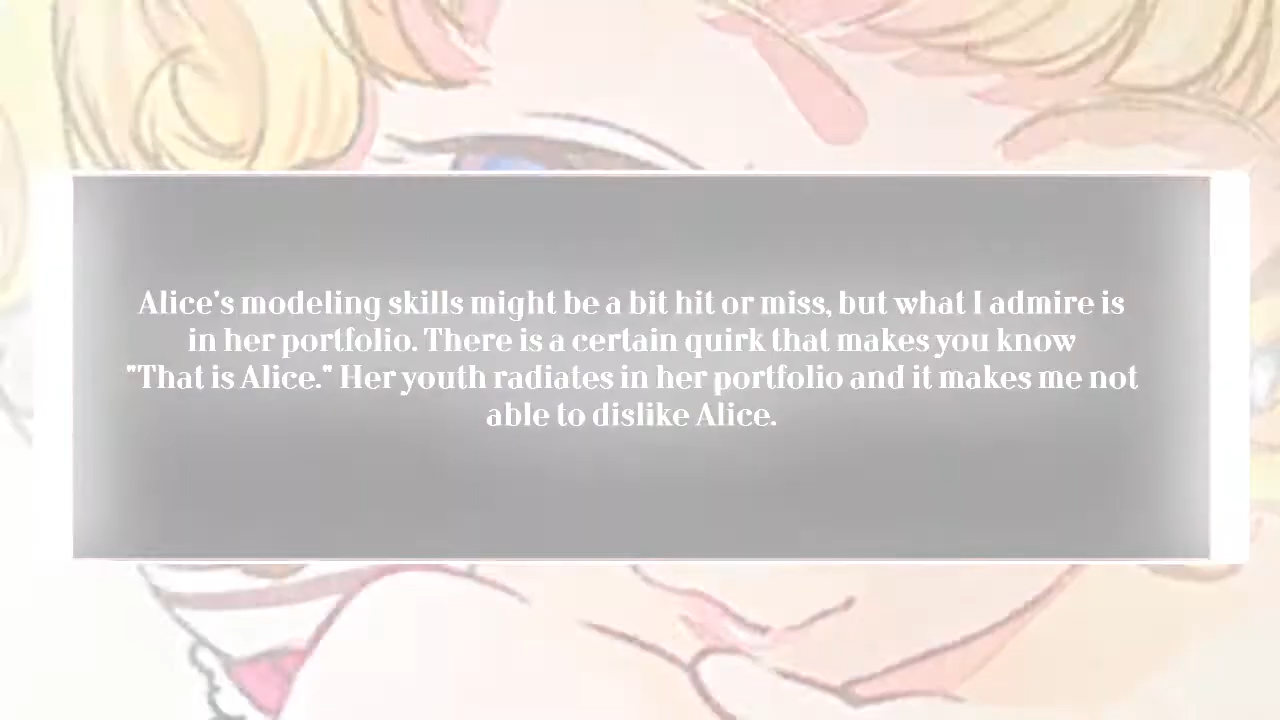 Alice's modeling skills might be a bit hit or miss, but what I admire is
in her portfolio. There is a certain quirk that makes you know
"That is Alice." Her youth radiates in her portfolio and it makes me not
able to dislike Alice.